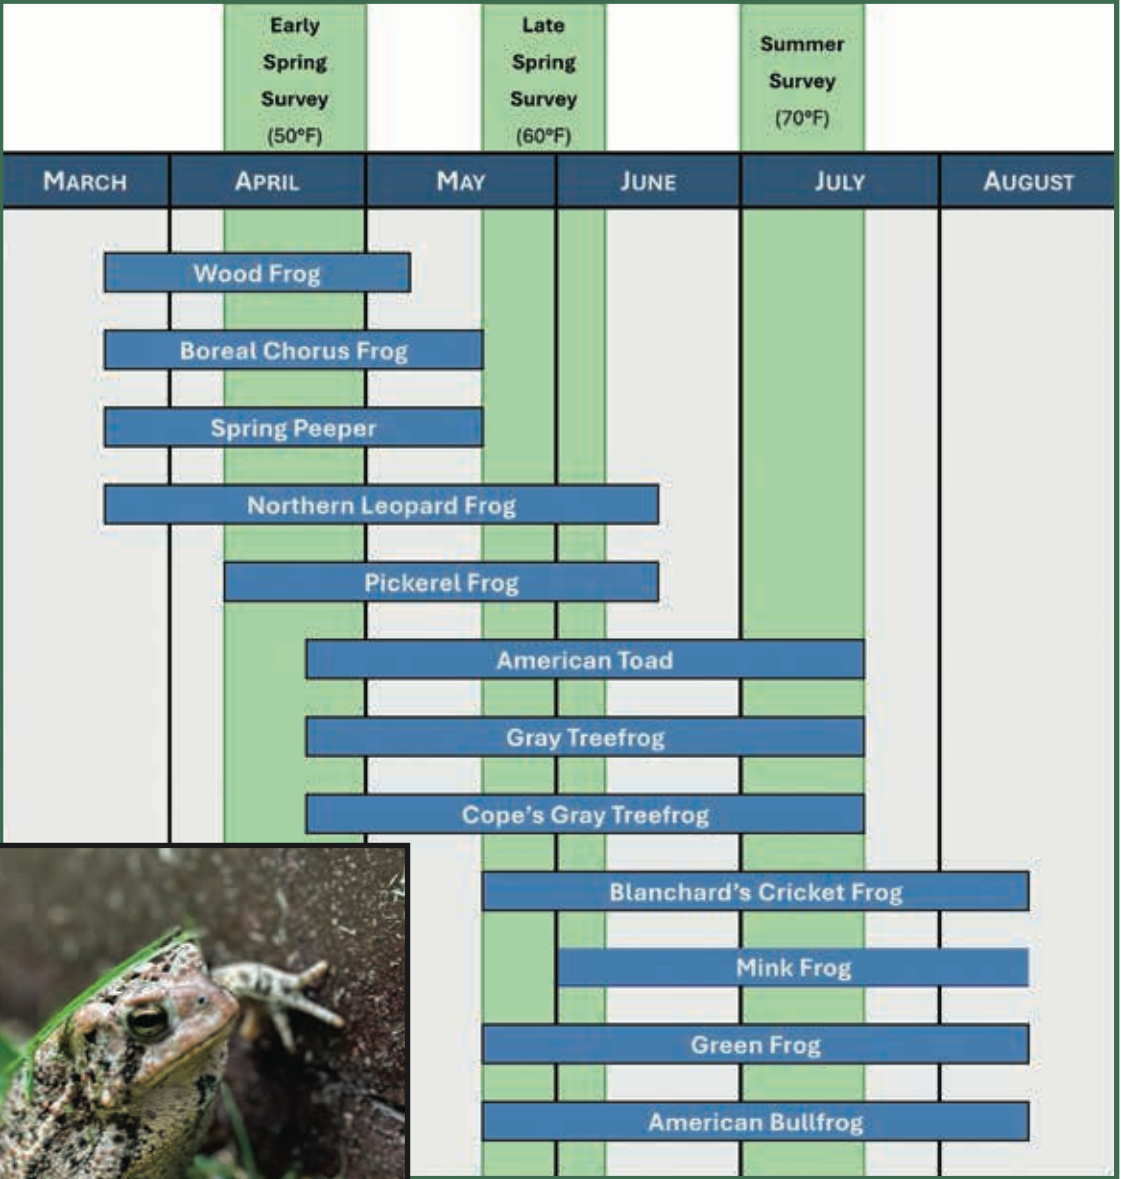 Early
Spring
Survey
(50°F)
Late
Spring
Survey
(60°F)
Summer
Survey
(70°F)
MARCH APRIL MAY JUNE JULY AUGUST
Wood Frog
Boreal Chorus Frog
Spring Peeper
Northern Leopard Frog
Pickerel Frog
American Toad
Gray Treefrog
Cope's Gray Treefrog
Blanchard's Cricket Frog
Mink Frog
Green Frog
American Bullfrog